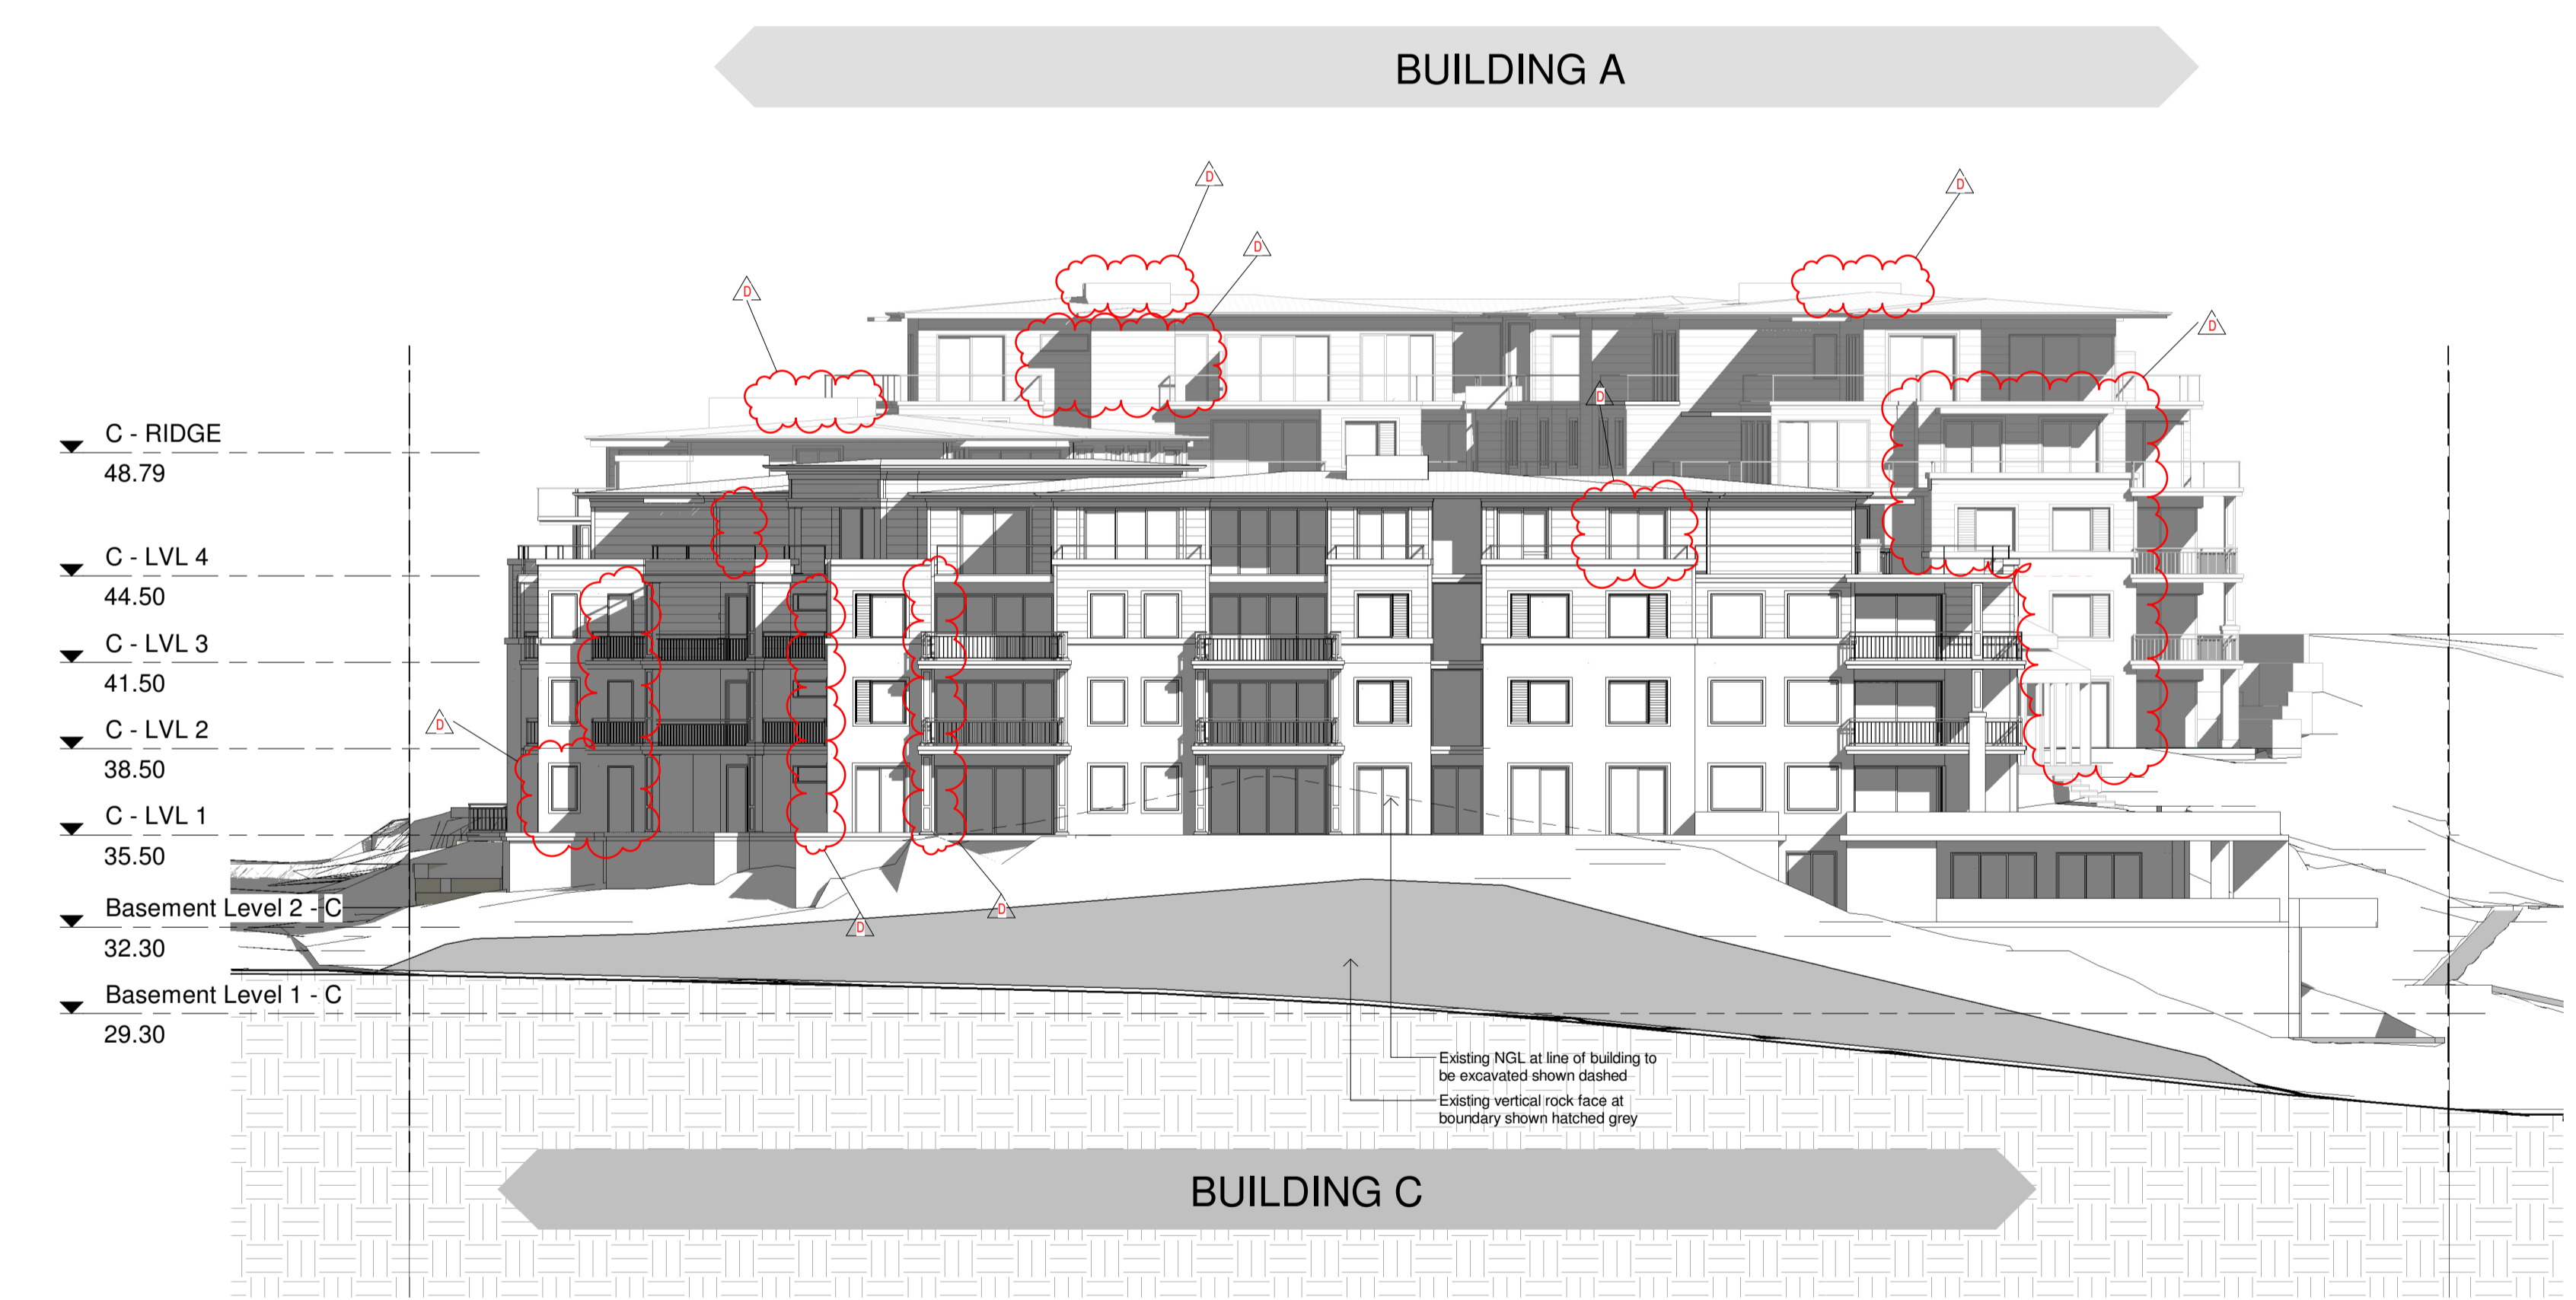 BUILDING A
D
D
D
D
D
D
C - RIDGE
48.79
C - LVL 4
44.50
C - LVL 3
41.50
C - LVL 2
38.50
D
C - LVL 1
35.50
Basement Level 2 - C
32.30
D
D
Basement Level 1 - C
29.30
Existing NGL at line of building to
be excavated shown dashed
Existing vertical rock face at
boundary shown hatched grey
BUILDING C